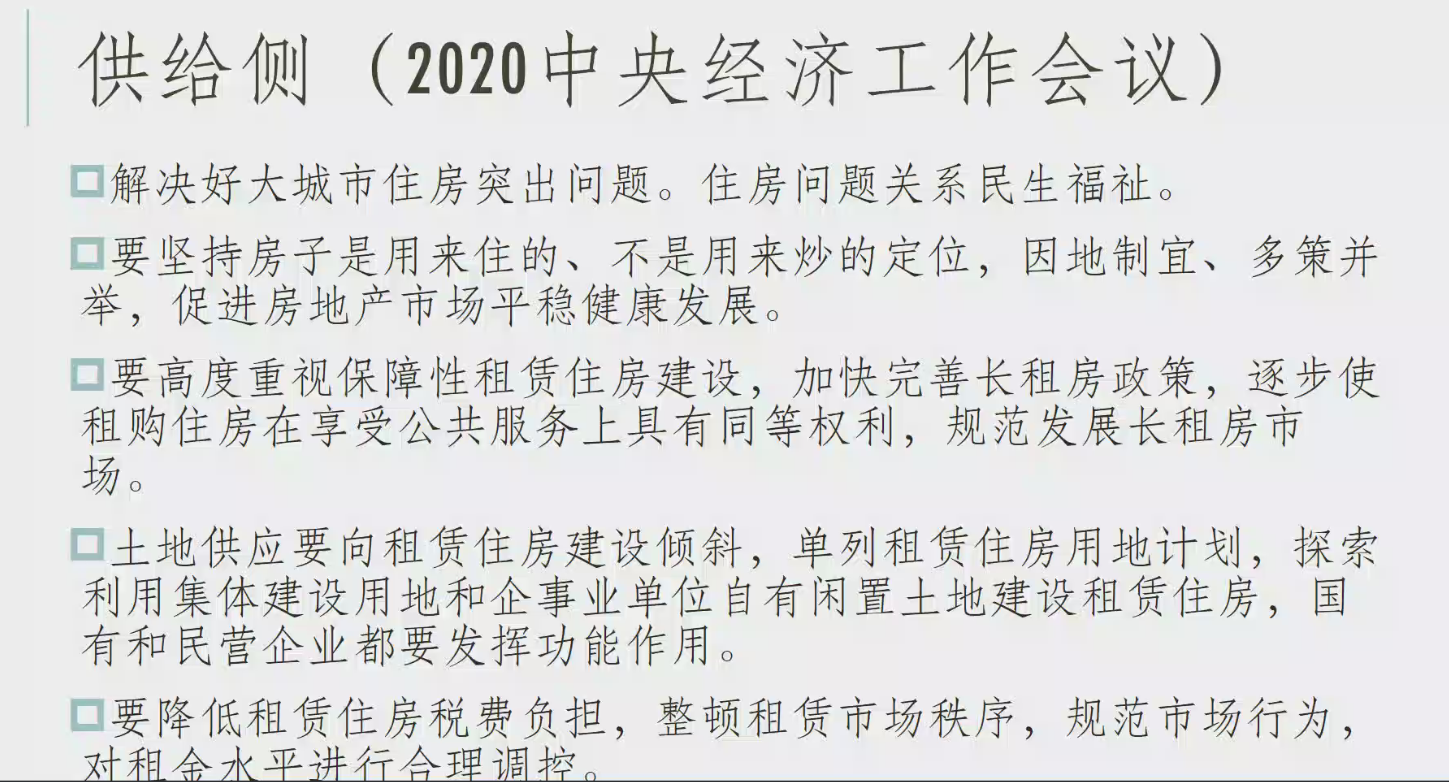 供给侧（2020中央经济工作会议）
解决好大城市住房突出问题。住房问题关系民生福祉。
要坚持房子是用来住的、不是用来炒的定位，因地制宜、多策并
举，促进房地产市场平稳健康发展。
要高度重视保障性租赁住房建设，加快完善长租房政策，逐步使
租购住房在享受公共服务上具有同等权利，规范发展长租房市
场。
土地供应要向租赁住房建设倾斜，单列租赁住房用地计划，探索
利用集体建设用地和企事业单位自有闲置土地建设租赁住房，国
有和民营企业都要发挥功能作用。
要降低租赁住房税费负担，整顿租赁市场秩序，规范市场行为，
对租金水平进行合理调控。